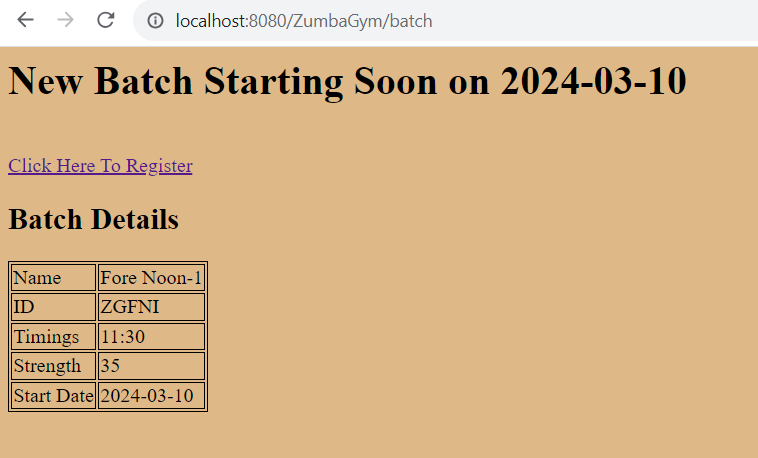 localhost:8080/ZumbaGym/batch
New Batch Starting Soon on 2024-03-10
Click Here To Register
Batch Details
Name Fore Noon-1
ID ZGFNI
Timings 11:30
Strength 35
Start Date 2024-03-10